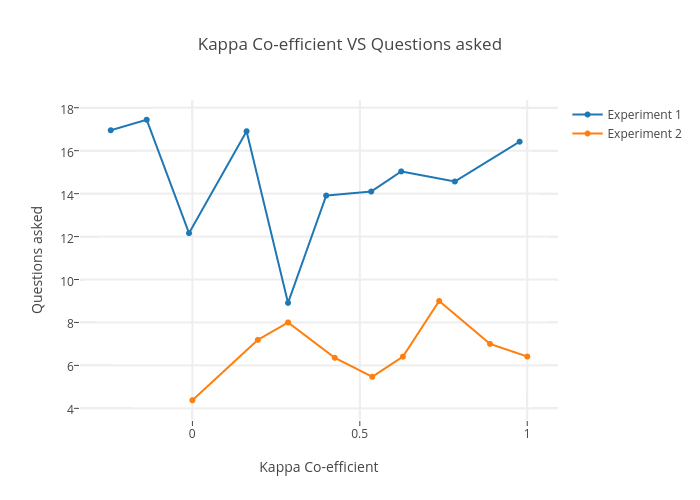 Kappa Co-efficient VS Questions asked
18
16
14
12
10
8
6
4
Questions asked
0
0.5
1
Kappa Co-efficient
Experiment 1
Experiment 2